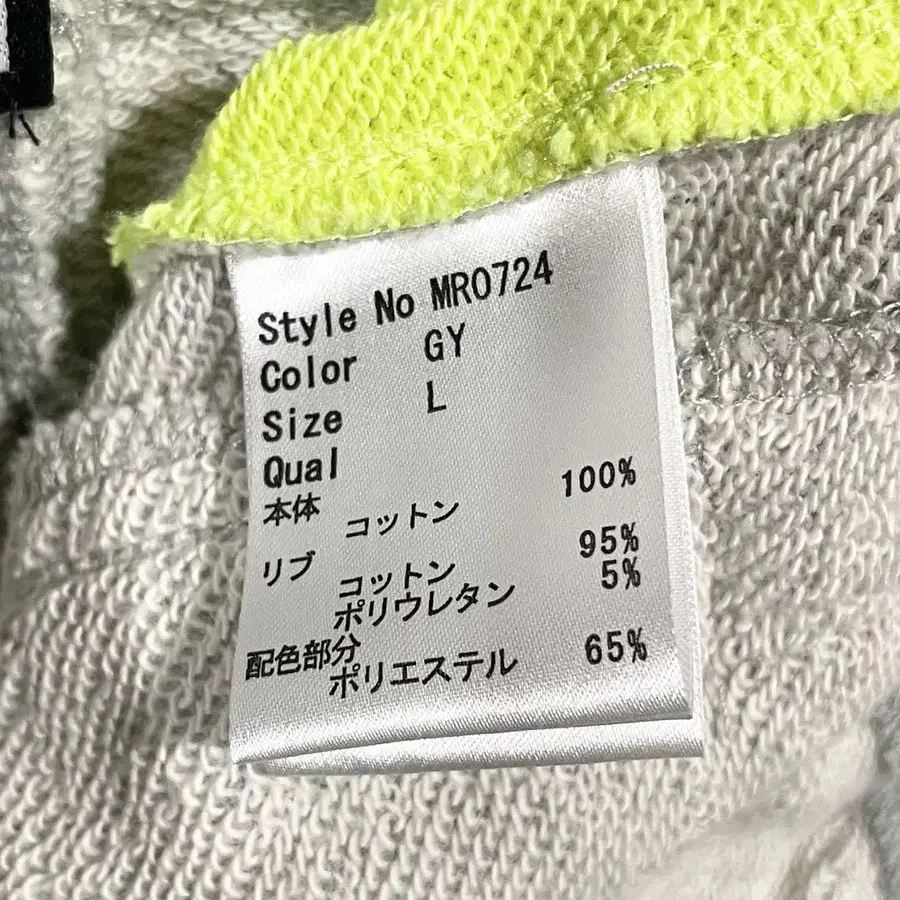 Style No MR0724
Color GY
Size L
Qual
本体
コットン 100%
リブ
コットン 95%
ポリウレタン 5%
配色部分
ポリエステル 65%